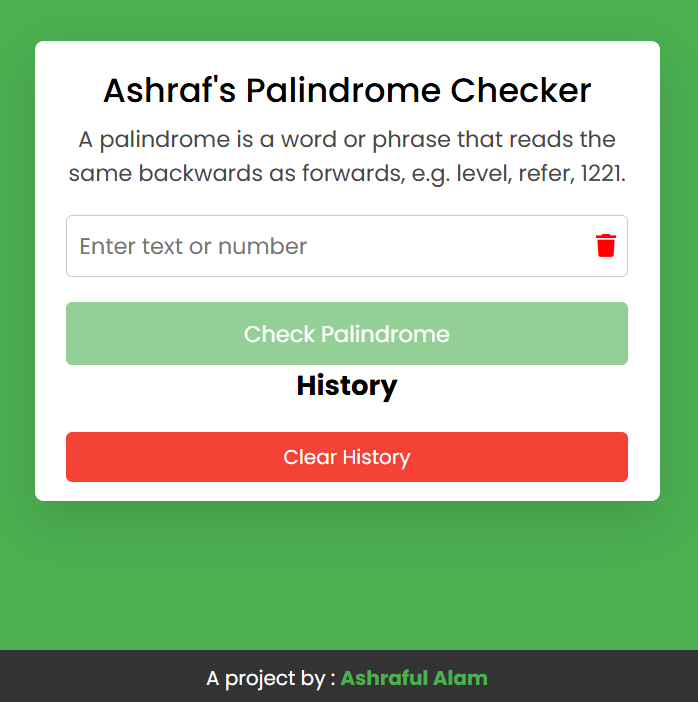 Ashraf's Palindrome Checker
A palindrome is a word or phrase that reads the
same backwards as forwards, e.g. level, refer, 1221.
Enter text or number
Check Palindrome
History
Clear History
A project by : Ashraful Alam